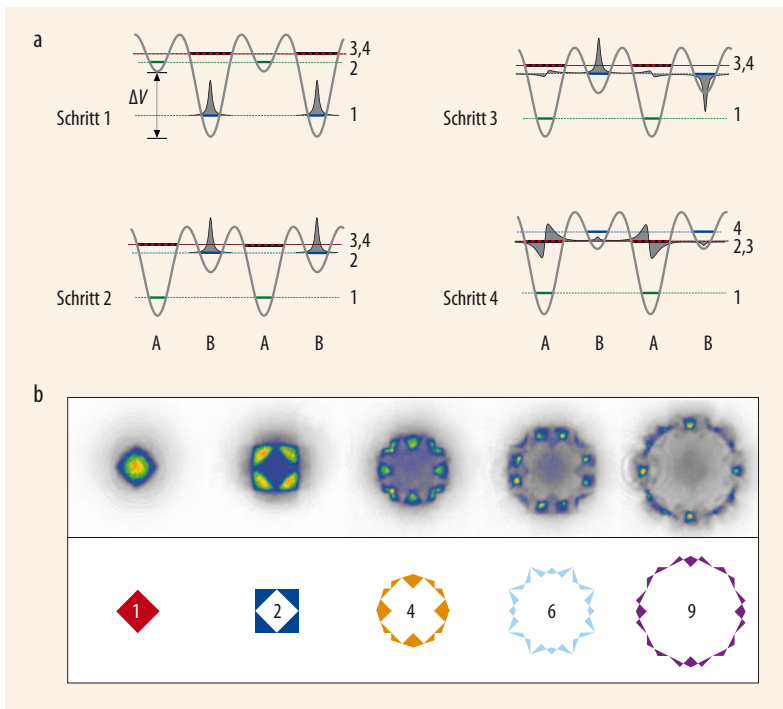 a
3,4
2
ΔV
1
Schritt 1
3,4
1
Schritt 3
3,4
2
1
Schritt 2
4
2,3
1
Schritt 4
A B A B
A B A B
b
1 2 4 6 9